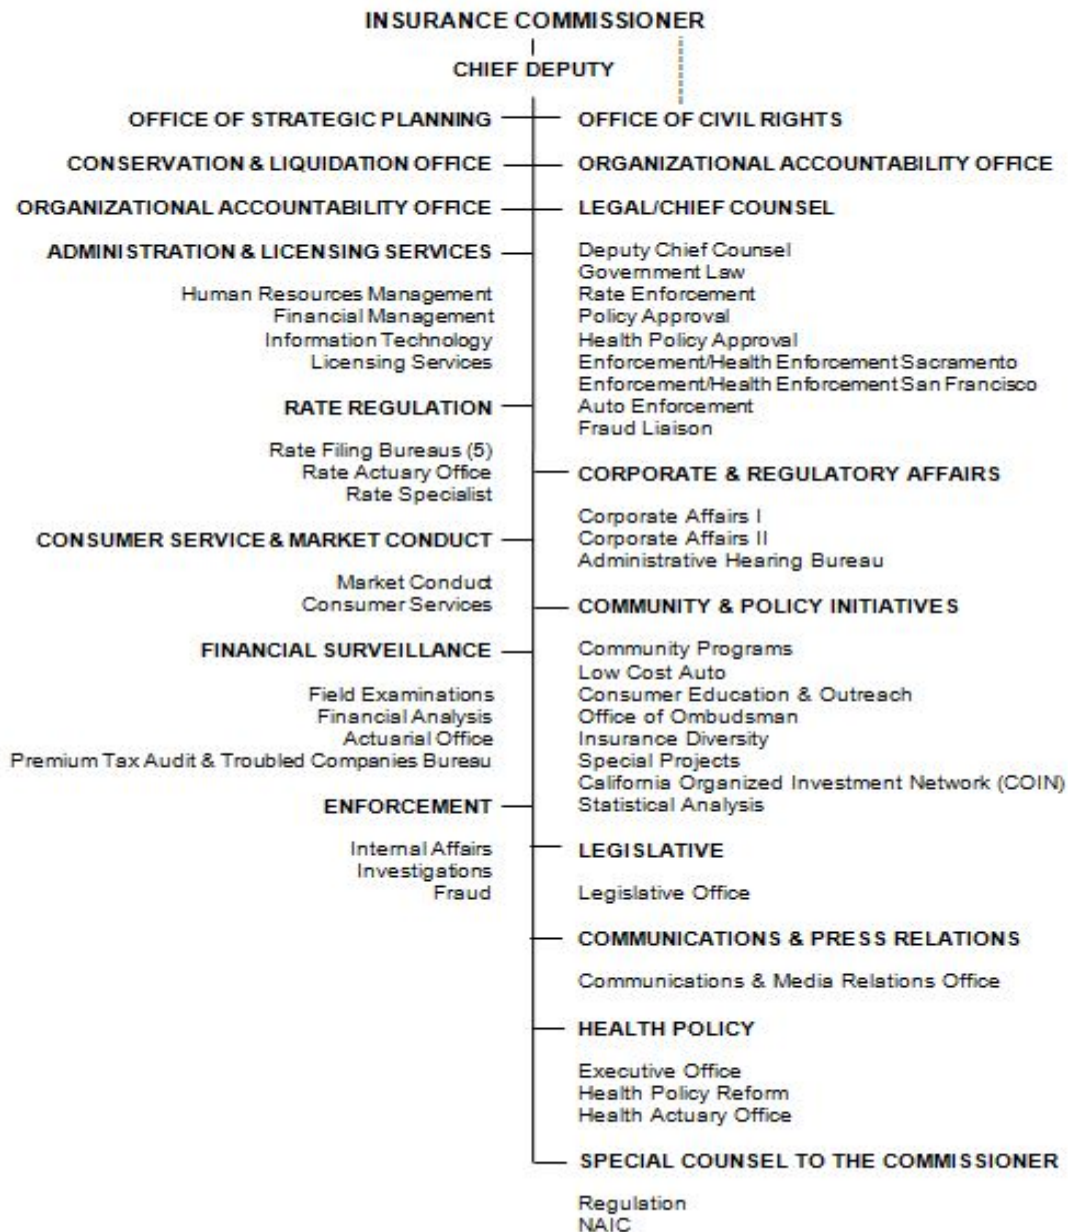 INSURANCE COMMISSIONER
CHIEF DEPUTY
OFFICE OF STRATEGIC PLANNING
CONSERVATION & LIQUIDATION OFFICE
ORGANIZATIONAL ACCOUNTABILITY OFFICE
ADMINISTRATION & LICENSING SERVICES
Human Resources Management
Financial Management
Information Technology
Licensing Services
RATE REGULATION
Rate Filing Bureaus (5)
Rate Actuary Office
Rate Specialist
CONSUMER SERVICE & MARKET CONDUCT
Market Conduct
Consumer Services
FINANCIAL SURVEILLANCE
Field Examinations
Financial Analysis
Actuarial Office
Premium Tax Audit & Troubled Companies Bureau
ENFORCEMENT
Internal Affairs
Investigations
Fraud
OFFICE OF CIVIL RIGHTS
ORGANIZATIONAL ACCOUNTABILITY OFFICE
LEGAL/CHIEF COUNSEL
Deputy Chief Counsel
Government Law
Rate Enforcement
Policy Approval
Health Policy Approval
Enforcement/Health Enforcement Sacramento
Enforcement/Health Enforcement San Francisco
Auto Enforcement
Fraud Liaison
CORPORATE & REGULATORY AFFAIRS
Corporate Affairs I
Corporate Affairs II
Administrative Hearing Bureau
COMMUNITY & POLICY INITIATIVES
Community Programs
Low Cost Auto
Consumer Education & Outreach
Office of Ombudsman
Insurance Diversity
Special Projects
California Organized Investment Network (COIN)
Statistical Analysis
LEGISLATIVE
Legislative Office
COMMUNICATIONS & PRESS RELATIONS
Communications & Media Relations Office
HEALTH POLICY
Executive Office
Health Policy Reform
Health Actuary Office
SPECIAL COUNSEL TO THE COMMISSIONER
Regulation
NAIC